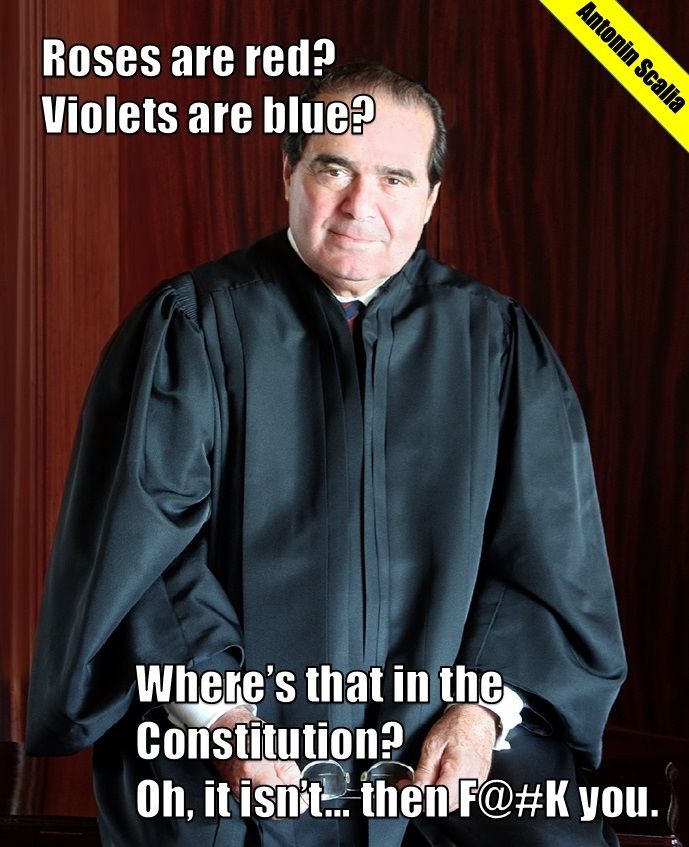 Antonin Scalia
Roses are red?
Violets are blue?
Where's that in the
Constitution?
Oh, it isn't... then F@#K you.